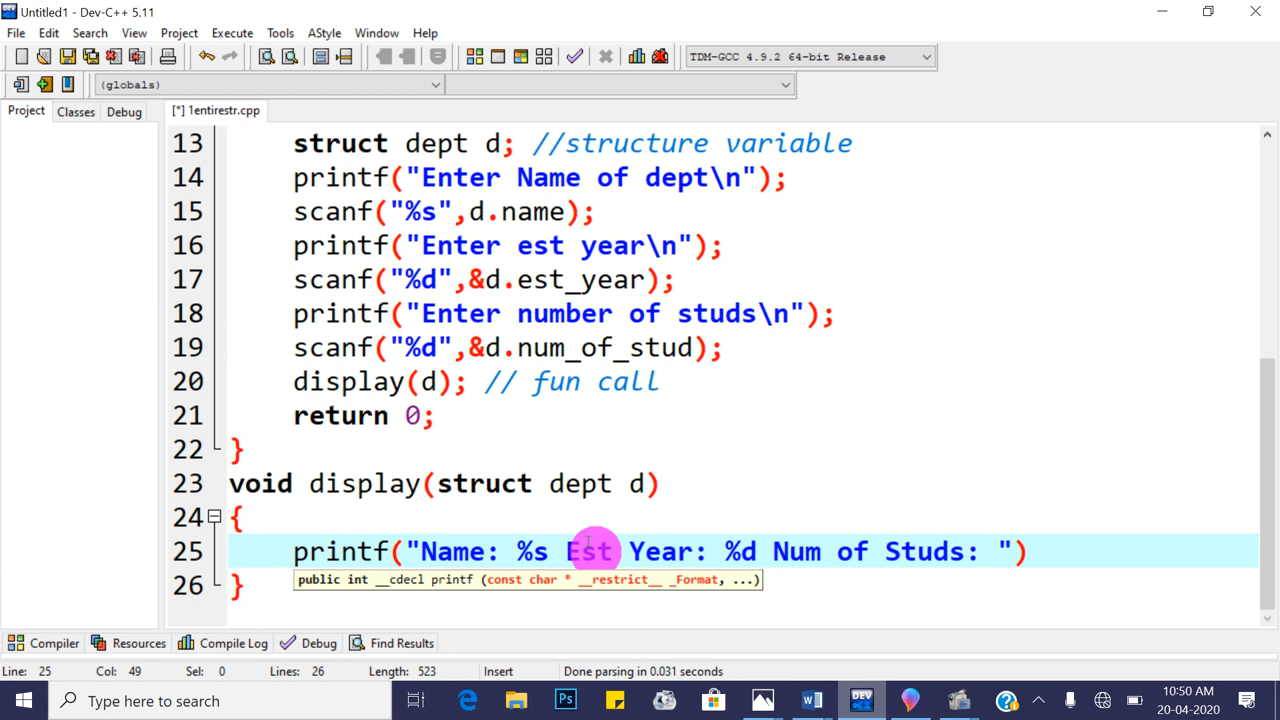 Untitled1 - Dev-C++ 5.11
File Edit Search View Project Execute Tools AStyle Window Help
TDM-GCC 4.9.2 64-bit Release
(globals)
Project Classes Debug [*] 1entirestr.cpp
13 struct dept d; //structure variable
14 printf("Enter Name of dept\n");
15 scanf("%s",d.name);
16 printf("Enter est year\n");
17 scanf("%d",&d.est_year);
18 printf("Enter number of studs\n");
19 scanf("%d",&d.num_of_stud);
20 display(d); // fun call
21 return 0;
22 }
23 void display(struct dept d)
24 {
25 printf("Name: %s Est Year: %d Num of Studs: ")
public int __cdecl printf (const char * __restrict__ _Format, ...)
26 }
Compiler Resources Compile Log Debug Find Results
Line: 25 Col: 49 Sel: 0 Lines: 26 Length: 523 Insert Done parsing in 0.031 seconds
Type here to search
Ps
DEV
C++
10:50 AM
20-04-2020